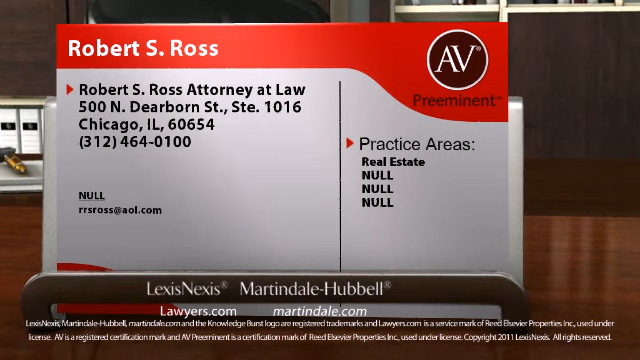 Robert S. Ross
AV®
Preeminent™
Robert S. Ross Attorney at Law
500 N. Dearborn St., Ste. 1016
Chicago, IL, 60654
(312) 464-0100
NULL
rrsross@aol.com
Practice Areas:
Real Estate
NULL
NULL
NULL
LexisNexis® Martindale-Hubbell®
Lawyers.com martindale.com
LexisNexis, Martindale-Hubbell, martindale.com and the Knowledge Burst logo are registered trademarks and Lawyers.com is a service mark of Reed Elsevier Properties Inc., used under
license. AV is a registered certification mark and AV Preeminent is a certification mark of Reed Elsevier Properties Inc., used under license. Copyright 2011 LexisNexis. All rights reserved.